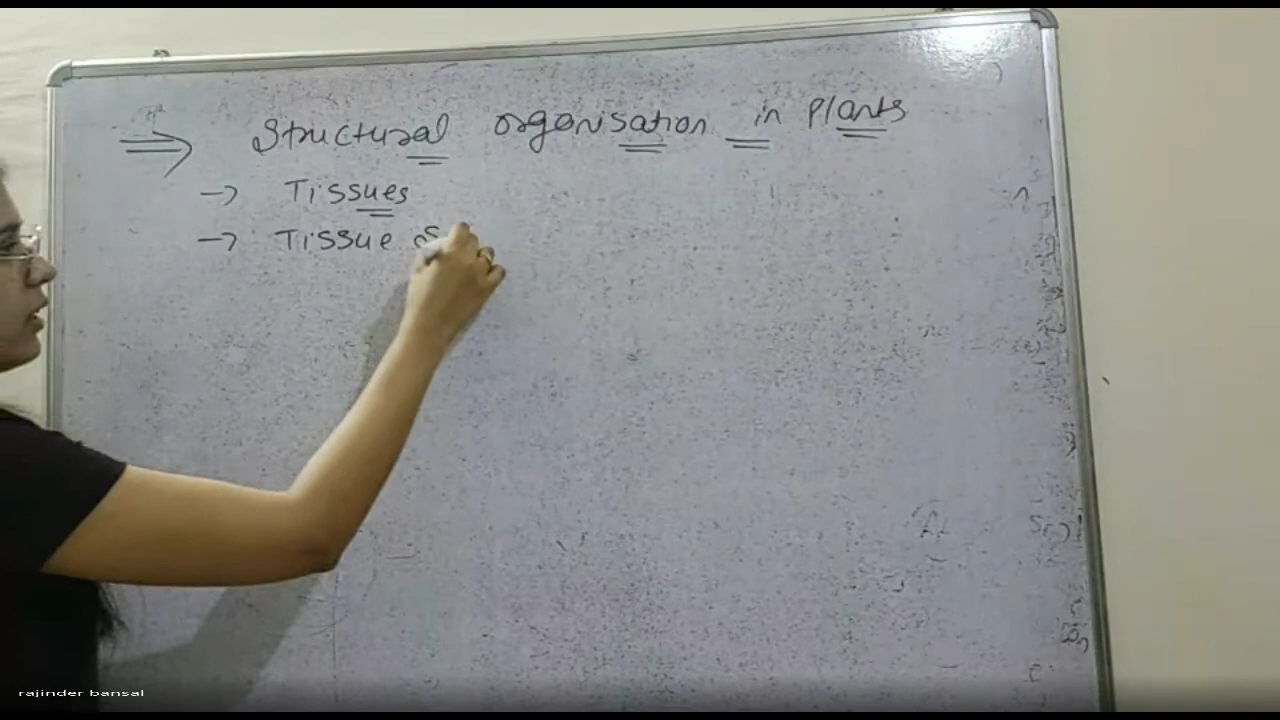 ⇒ Structural organisation in Plants
→ Tissues
→ Tissue S
rajinder bansal